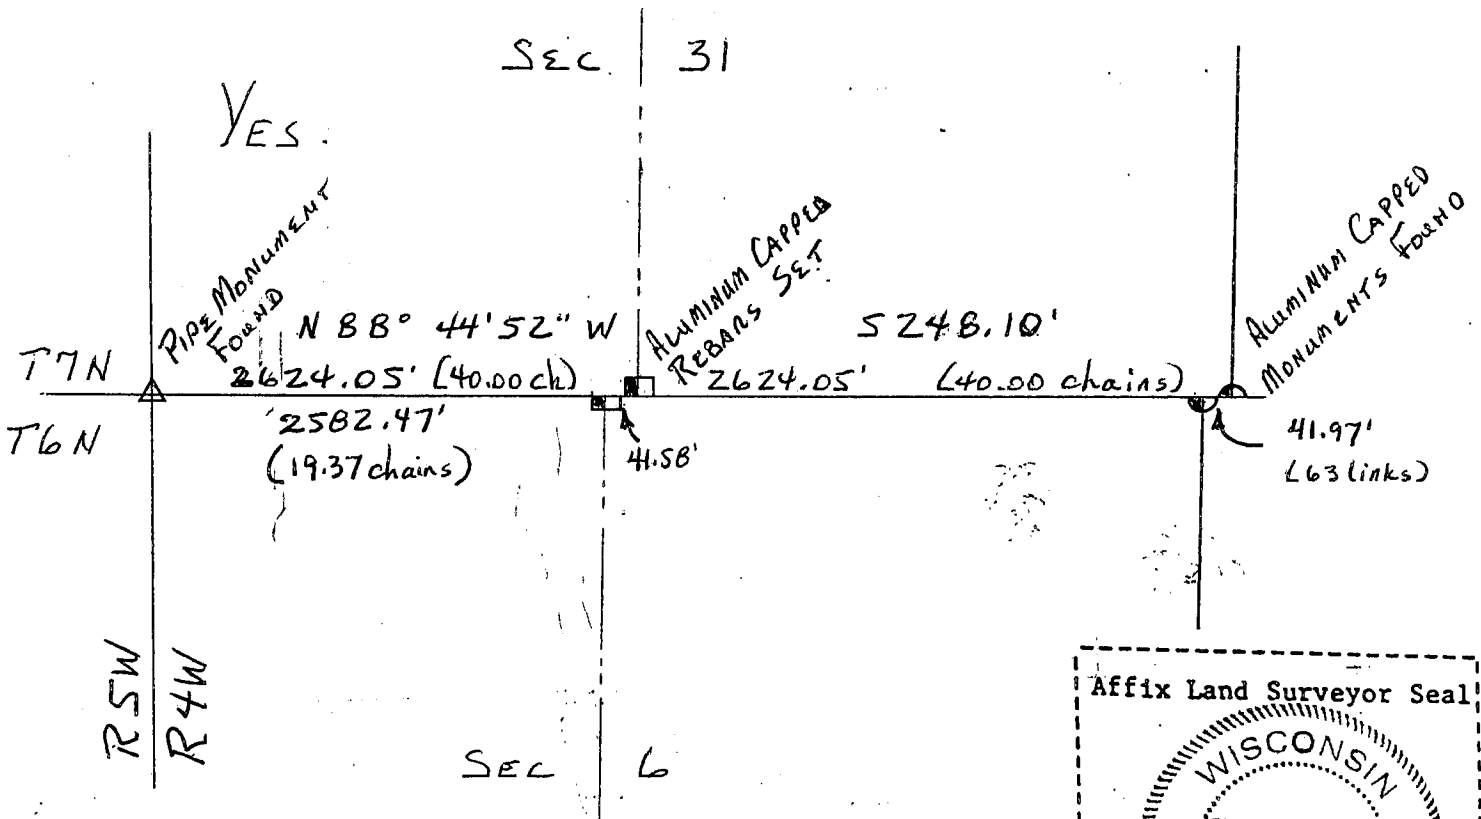 SEC 31
YES.
PIPE MONUMENT
FOUND
ALUMINUM CAPPED
REBARS SET
ALUMINUM CAPPED
MONUMENTS FOUND
N 88° 44' 52" W
5248.10'
T7N
2624.05' (40.00 ch)
2624.05' (40.00 chains)
T6N
2582.47'
(19.37 chains)
41.58'
41.97'
(63 links)
R5W
R4W
SEC 6
Affix Land Surveyor Seal
WISCONSIN